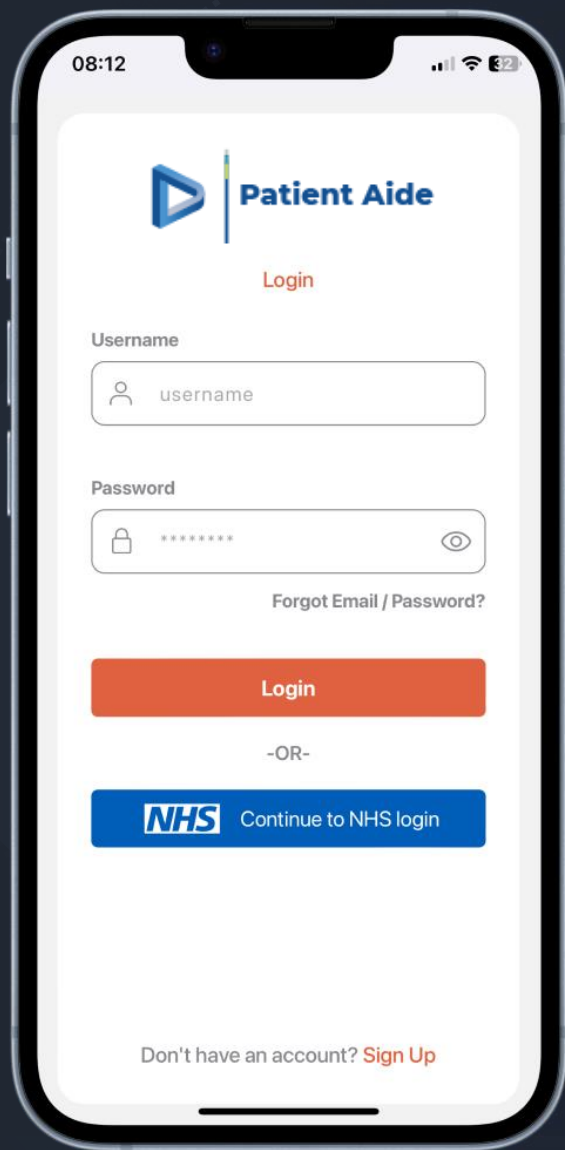 08:12
32
Patient Aide
Login
Username
username
Password
********
Forgot Email / Password?
Login
-OR-
NHS Continue to NHS login
Don't have an account? Sign Up